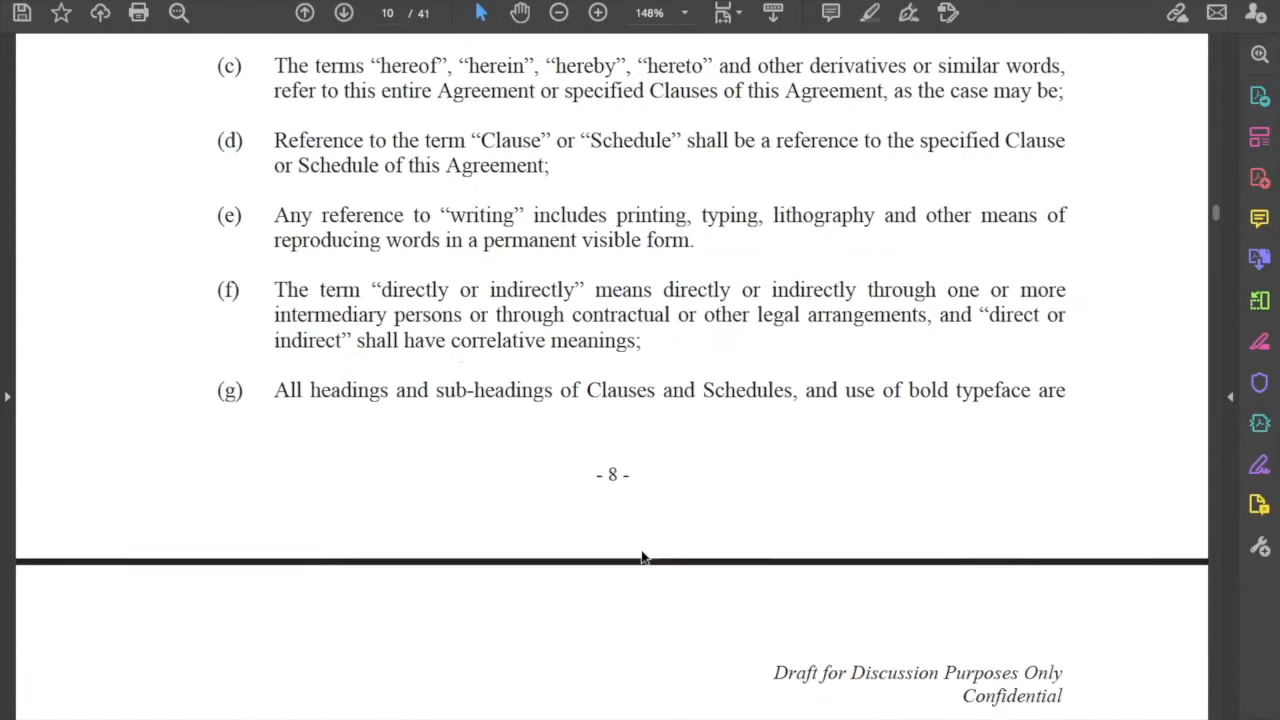 10 / 41
148%
(c) The terms “hereof”, “herein”, “hereby”, “hereto” and other derivatives or similar words,
refer to this entire Agreement or specified Clauses of this Agreement, as the case may be;
(d) Reference to the term “Clause” or “Schedule” shall be a reference to the specified Clause
or Schedule of this Agreement;
(e) Any reference to “writing” includes printing, typing, lithography and other means of
reproducing words in a permanent visible form.
(f) The term “directly or indirectly” means directly or indirectly through one or more
intermediary persons or through contractual or other legal arrangements, and “direct or
indirect” shall have correlative meanings;
(g) All headings and sub-headings of Clauses and Schedules, and use of bold typeface are
- 8 -
Draft for Discussion Purposes Only
Confidential